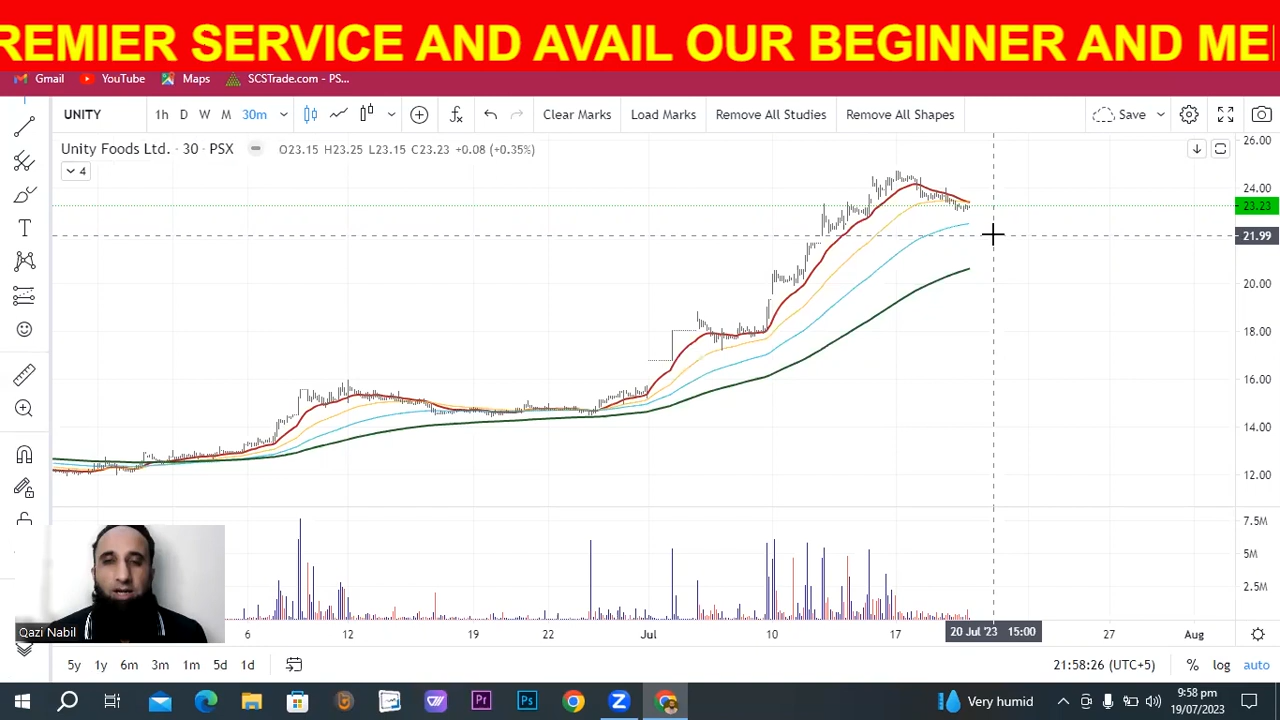 REMIER SERVICE AND AVAIL OUR BEGINNER AND ME
Gmail YouTube Maps SCSTrade.com - PS...
UNITY 1h D W M 30m Clear Marks Load Marks Remove All Studies Remove All Shapes Save
Unity Foods Ltd. · 30 · PSX O23.15 H23.25 L23.15 C23.23 +0.08 (+0.35%)
4
26.00
24.00
23.23
21.99
20.00
18.00
16.00
14.00
12.00
7.5M
5M
2.5M
Qazi Nabil
6 12 19 22 Jul 10 17 20 Jul '23 15:00 27 Aug
5y 1y 6m 3m 1m 5d 1d 21:58:26 (UTC+5) % log auto
Very humid
9:58 pm
19/07/2023